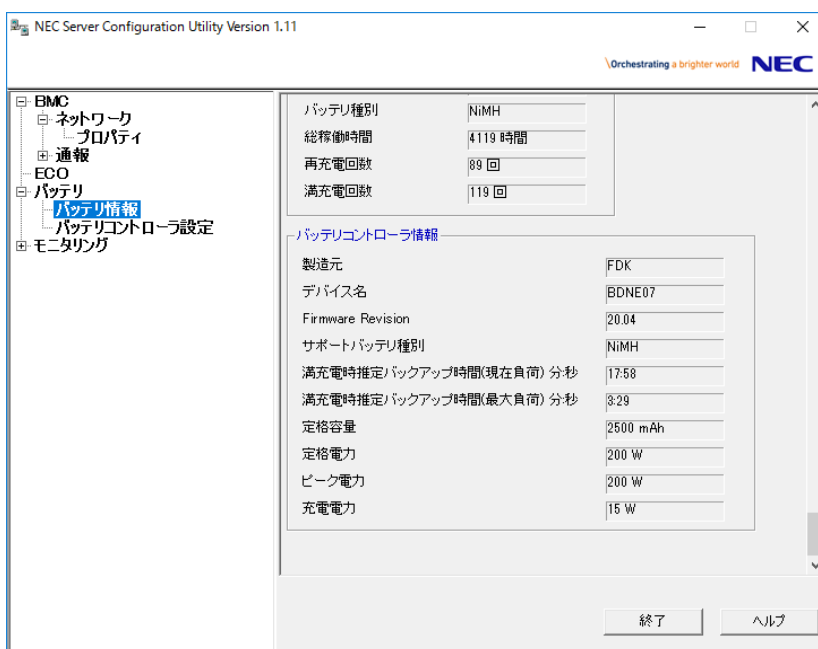 NEC Server Configuration Utility Version 1.11
\Orchestrating a brighter world NEC
BMC
ネットワーク
プロパティ
通報
ECO
バッテリ
バッテリ情報
バッテリコントローラ設定
モニタリング
バッテリ種別 NiMH
総稼働時間 4119 時間
再充電回数 89 回
満充電回数 119 回
バッテリコントローラ情報
製造元 FDK
デバイス名 BDNE07
Firmware Revision 20.04
サポートバッテリ種別 NiMH
満充電時推定バックアップ時間(現在負荷) 分:秒 17:58
満充電時推定バックアップ時間(最大負荷) 分:秒 3:29
定格容量 2500 mAh
定格電力 200 W
ピーク電力 200 W
充電電力 15 W
終了 ヘルプ